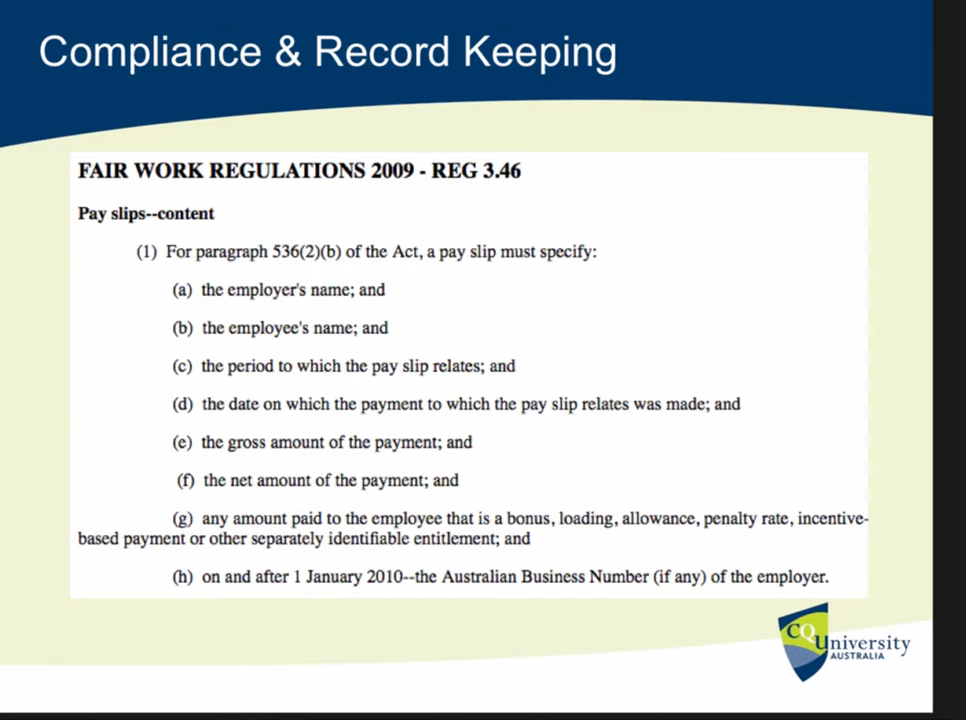 Compliance & Record Keeping
FAIR WORK REGULATIONS 2009 - REG 3.46
Pay slips--content
(1) For paragraph 536(2)(b) of the Act, a pay slip must specify:
(a) the employer's name; and
(b) the employee's name; and
(c) the period to which the pay slip relates; and
(d) the date on which the payment to which the pay slip relates was made; and
(e) the gross amount of the payment; and
(f) the net amount of the payment; and
(g) any amount paid to the employee that is a bonus, loading, allowance, penalty rate, incentive-
based payment or other separately identifiable entitlement; and
(h) on and after 1 January 2010--the Australian Business Number (if any) of the employer.
CQUniversity
AUSTRALIA